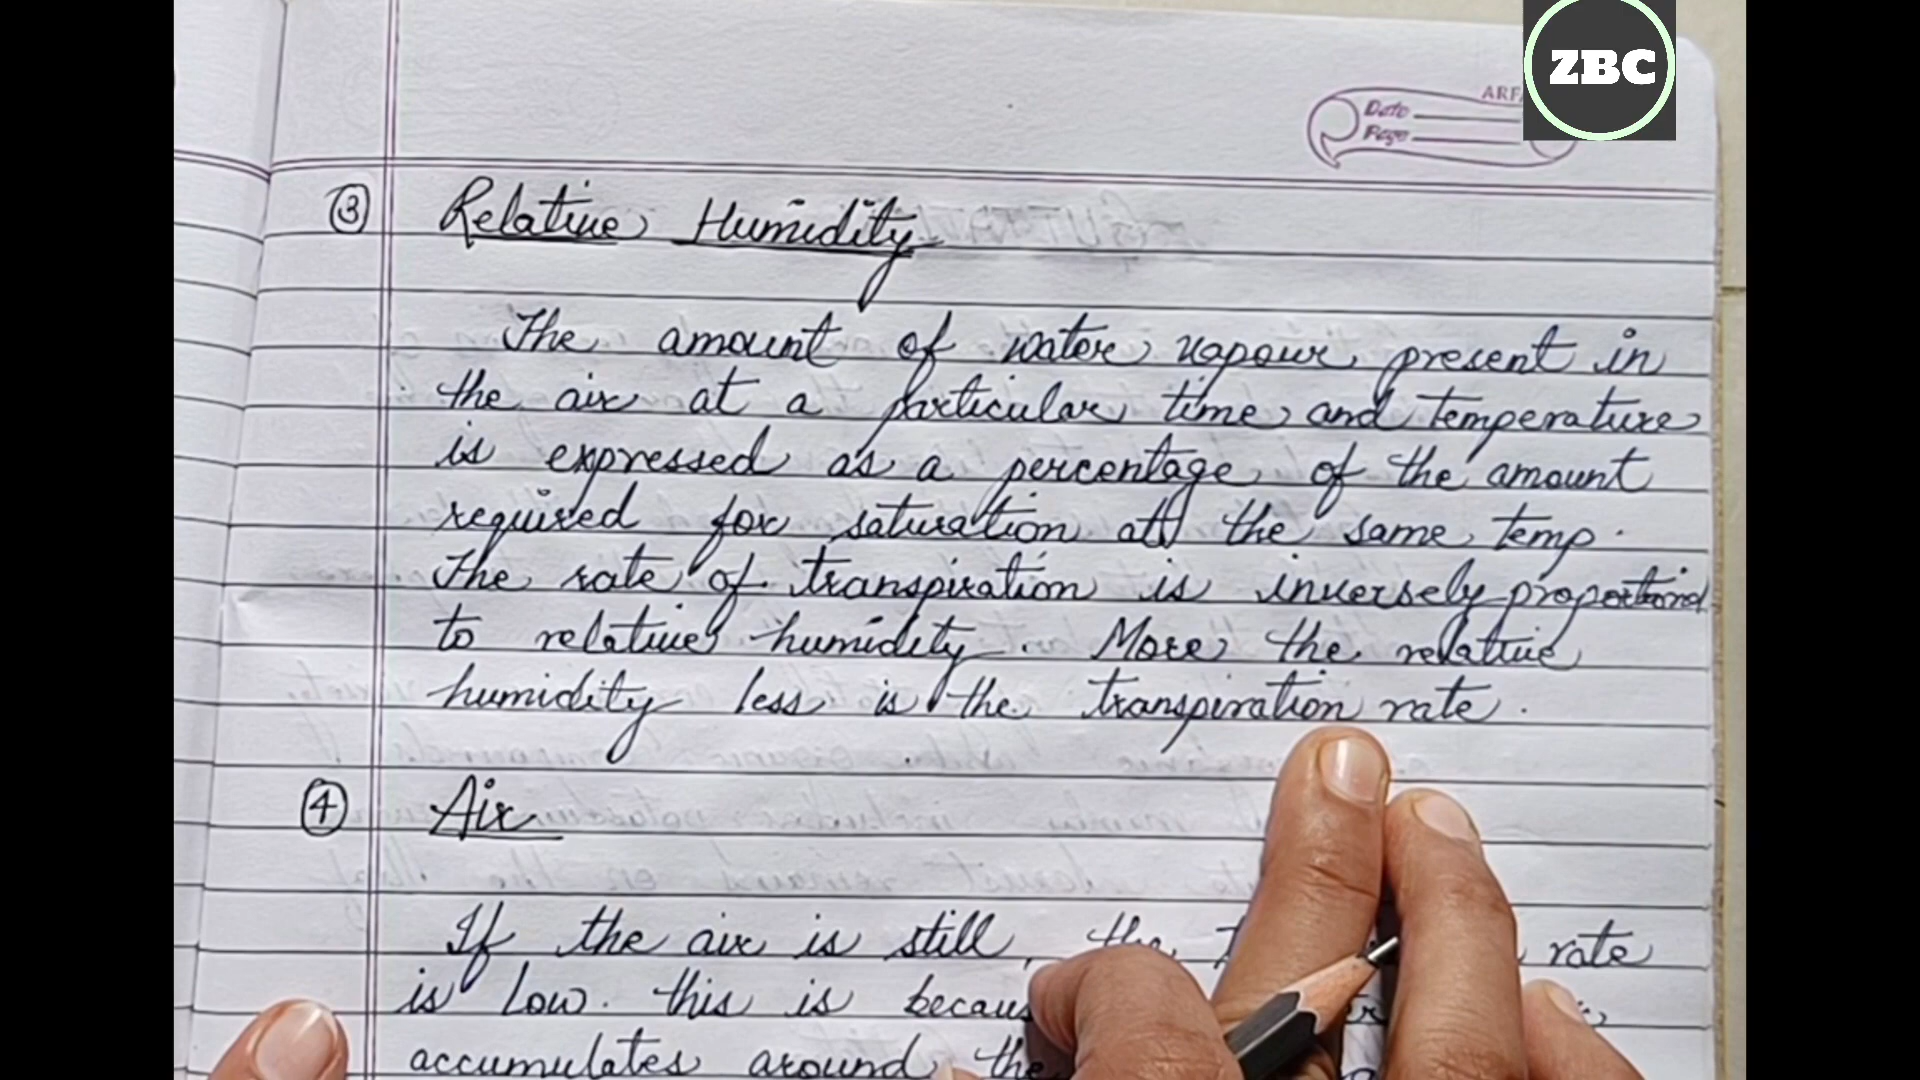 ZBC
ARF
Date
Page
③ Relative Humidity
The amount of water vapour present in
the air at a particular time and temperature
is expressed as a percentage of the amount
required for saturation at the same temp.
The rate of transpiration is inversely proportional
to relative humidity. More the relative
humidity less is the transpiration rate.
④ Air
If the air is still, the rate
is low. this is becaus
accumulates around the